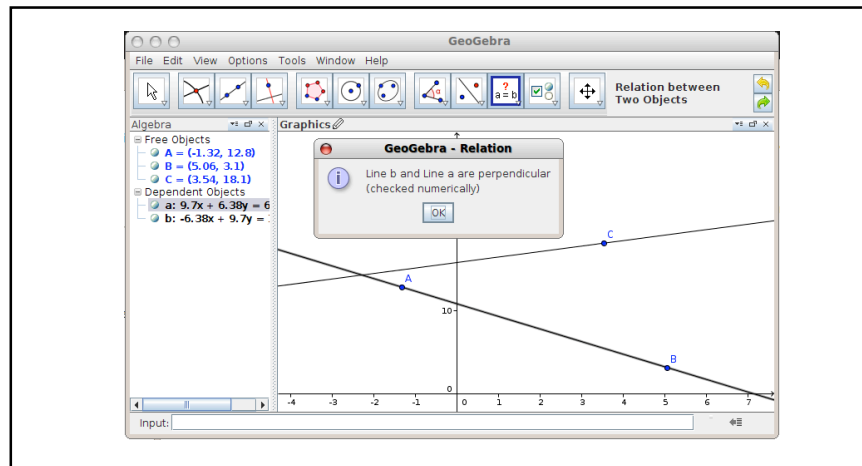 GeoGebra
File Edit View Options Tools Window Help
α
?
a = b
Relation between
Two Objects
Algebra
Graphics
Free Objects
A = (-1.32, 12.8)
B = (5.06, 3.1)
C = (3.54, 18.1)
Dependent Objects
a: 9.7x + 6.38y = 6
b: -6.38x + 9.7y =
GeoGebra - Relation
i
Line b and Line a are perpendicular
(checked numerically)
OK
C
A
10
B
0
-4 -3 -2 -1 0 1 2 3 4 5 6 7
Input: